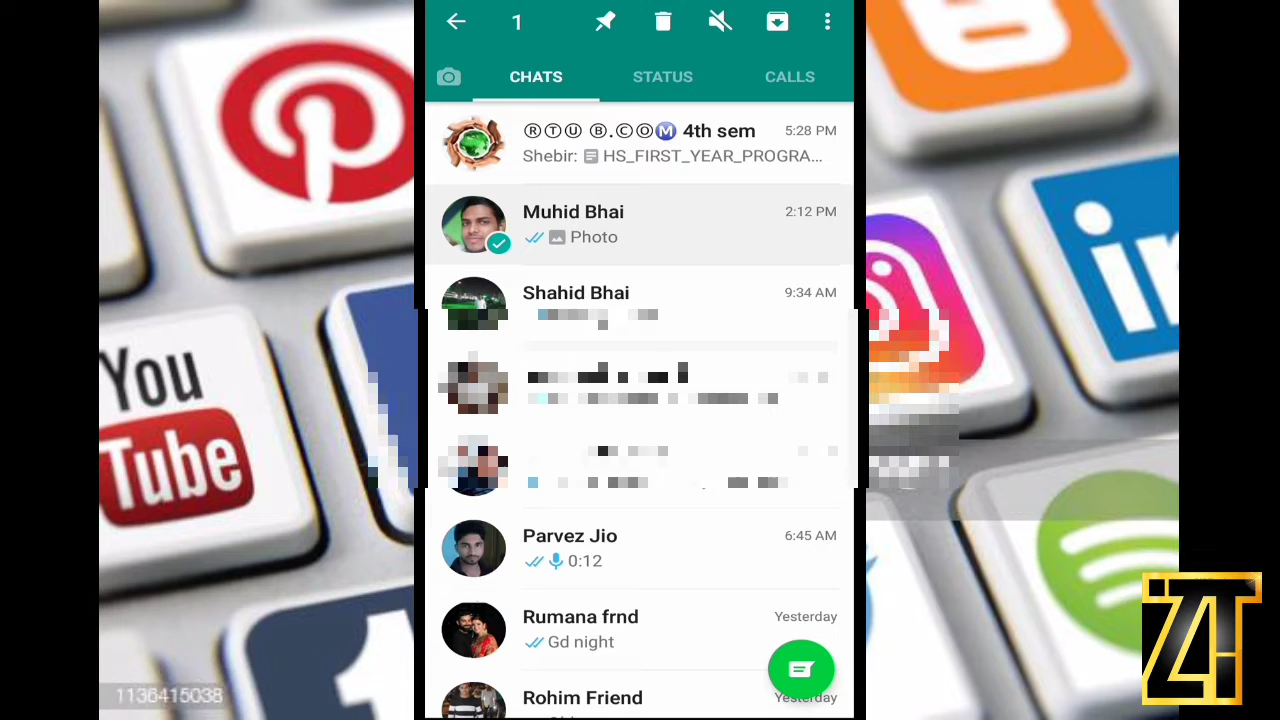 1
CHATS STATUS CALLS
ⓇⓉⓊ Ⓑ.ⒸⓄⓂ️ 4th sem 5:28 PM
Shebir: HS_FIRST_YEAR_PROGRA...
Muhid Bhai 2:12 PM
Photo
Shahid Bhai 9:34 AM
Parvez Jio 6:45 AM
0:12
Rumana frnd Yesterday
Gd night
Rohim Friend Yesterday
You
Tube
in
1136415038